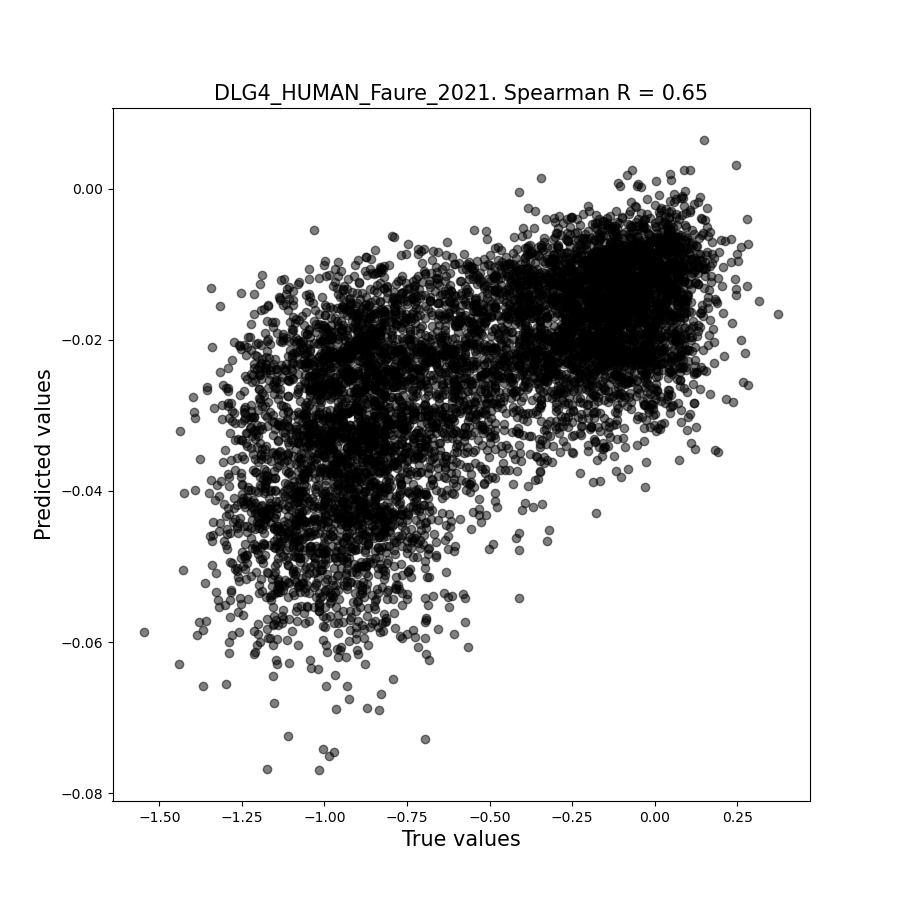 DLG4_HUMAN_Faure_2021. Spearman R = 0.65
0.00
−0.02
−0.04
−0.06
−0.08
Predicted values
−1.50 −1.25 −1.00 −0.75 −0.50 −0.25 0.00 0.25
True values